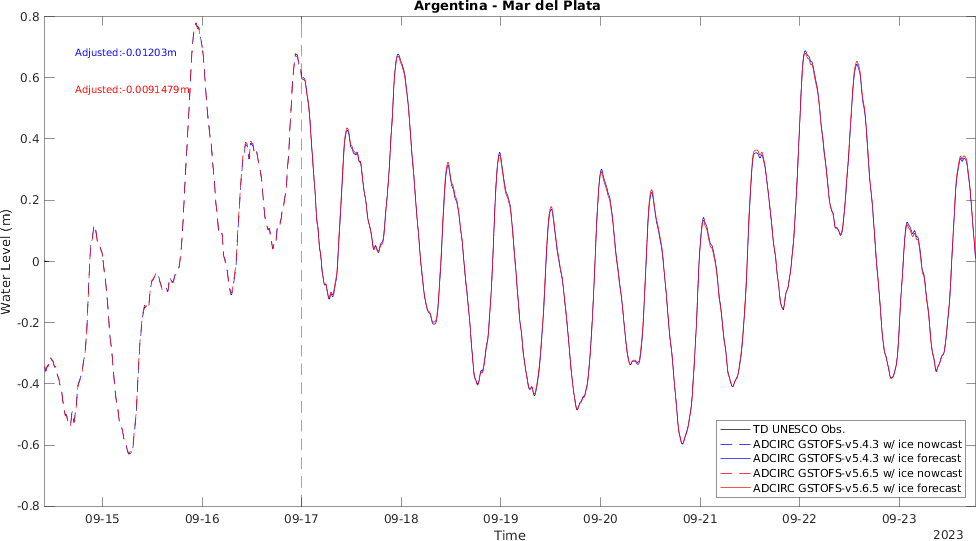 Argentina - Mar del Plata
Adjusted:-0.01203m
Adjusted:-0.0091479m
Water Level (m)
0.8
0.6
0.4
0.2
0
-0.2
-0.4
-0.6
-0.8
TD UNESCO Obs.
ADCIRC GSTOFS-v5.4.3 w/ ice nowcast
ADCIRC GSTOFS-v5.4.3 w/ ice forecast
ADCIRC GSTOFS-v5.6.5 w/ ice nowcast
ADCIRC GSTOFS-v5.6.5 w/ ice forecast
09-15 09-16 09-17 09-18 09-19 09-20 09-21 09-22 09-23
Time
2023